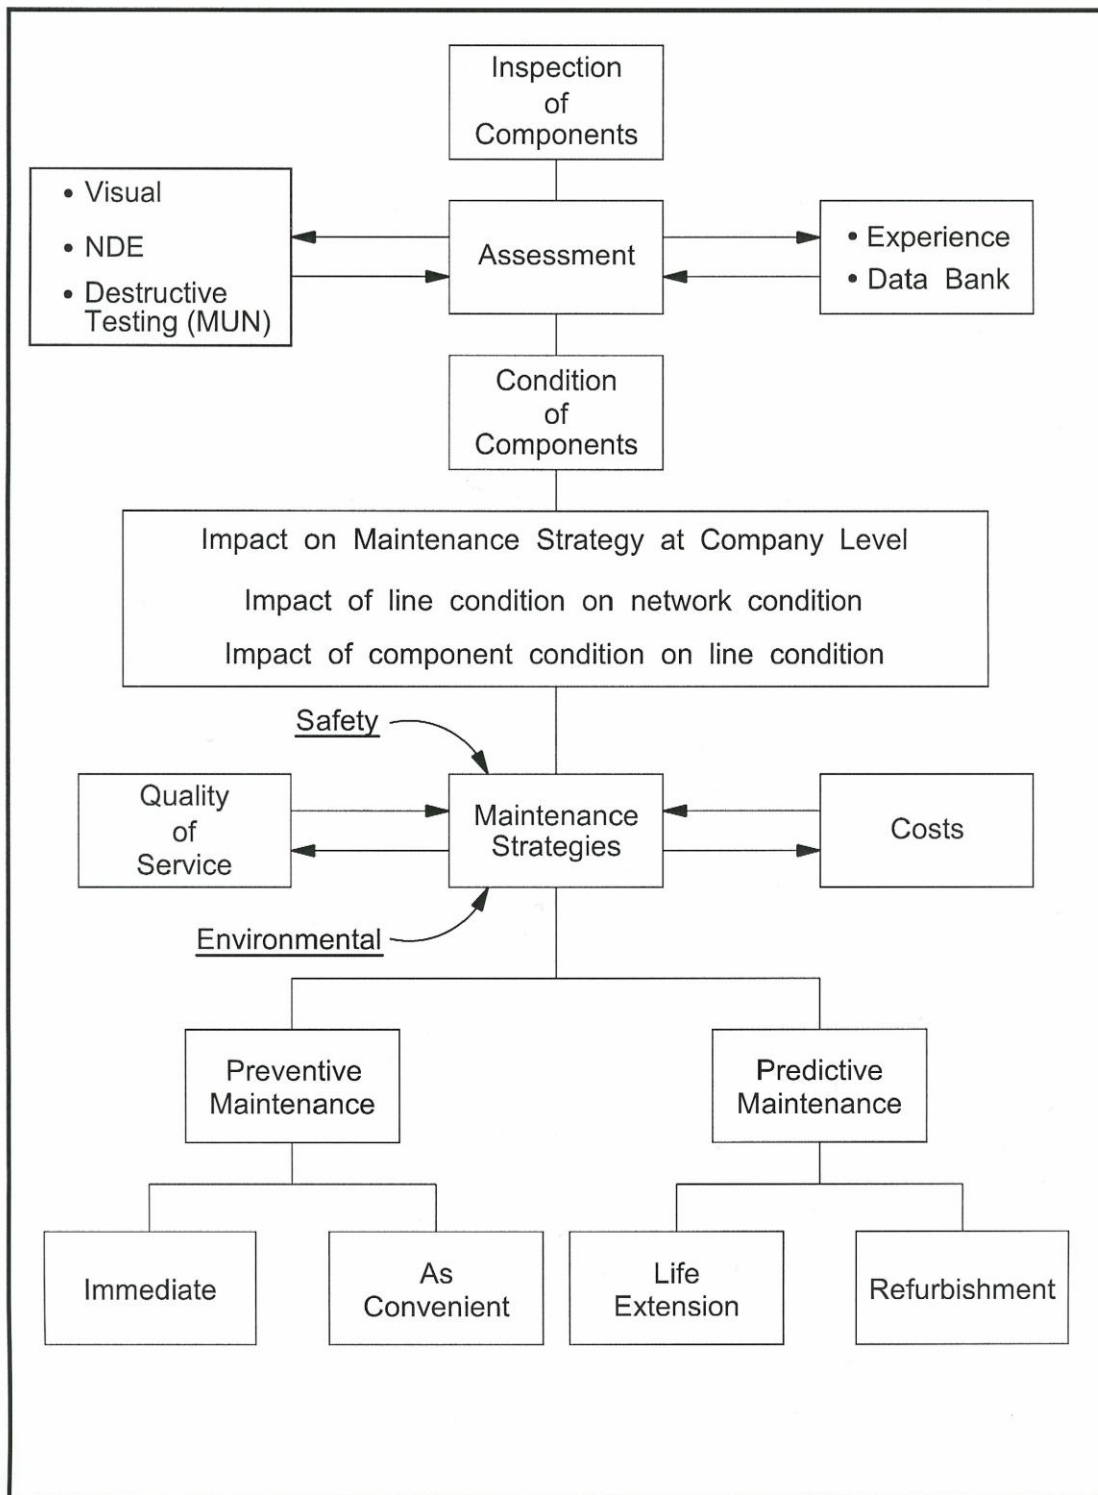 Inspection
of
Components
• Visual
• NDE
• Destructive
Testing (MUN)
Assessment
• Experience
• Data Bank
Condition
of
Components
Impact on Maintenance Strategy at Company Level
Impact of line condition on network condition
Impact of component condition on line condition
Safety
Quality
of
Service
Maintenance
Strategies
Costs
Environmental
Preventive
Maintenance
Predictive
Maintenance
Immediate
As
Convenient
Life
Extension
Refurbishment